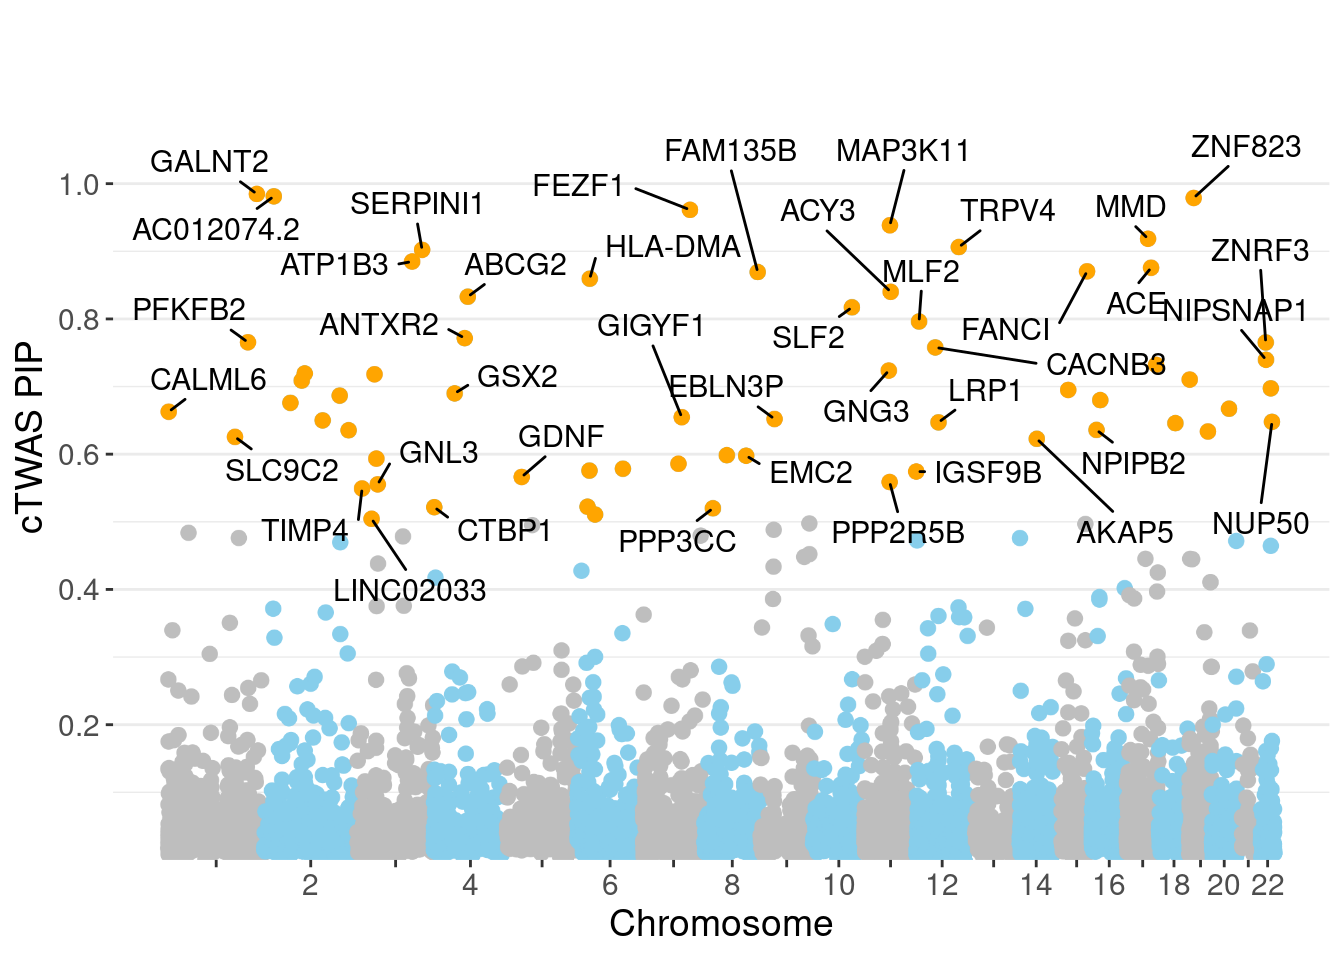 ZNF823
FAM135B
MAP3K11
GALNT2
FEZF1
1.0
SERPINI1
ACY3
TRPV4
MMD
AC012074.2
HLA-DMA
ZNRF3
ATP1B3
ABCG2
MLF2
ACE
NIPSNAP1
PFKFB2
ANTXR2
GIGYF1
0.8
SLF2
FANCI
CACNB3
CALML6
GSX2
EBLN3P
LRP1
GNG3
GDNF
GNL3
0.6
SLC9C2
EMC2
IGSF9B
NPIPB2
TIMP4
CTBP1
PPP3CC
PPP2R5B
AKAP5
NUP50
LINC02033
0.4
0.2
cTWAS PIP
2 4 6 8 10 12 14 16 18 20 22
Chromosome